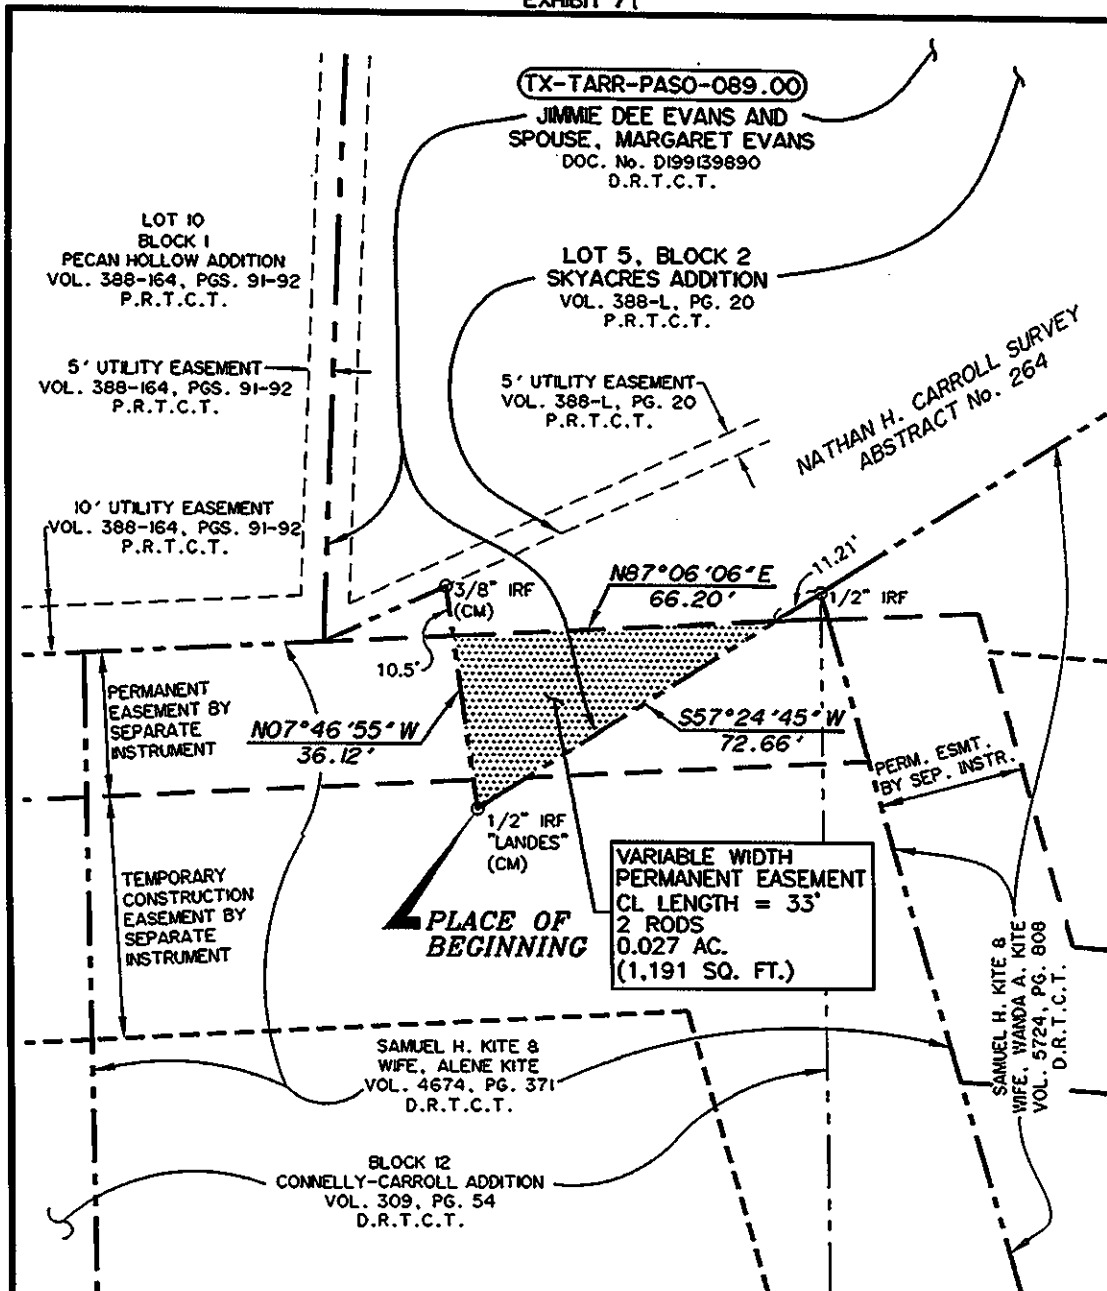 EXHIBIT "A"
TX-TARR-PASO-089.00
JIMMIE DEE EVANS AND
SPOUSE, MARGARET EVANS
DOC. No. D199139890
D.R.T.C.T.
LOT 10
BLOCK 1
PECAN HOLLOW ADDITION
VOL. 388-164, PGS. 91-92
P.R.T.C.T.
LOT 5, BLOCK 2
SKYACRES ADDITION
VOL. 388-L, PG. 20
P.R.T.C.T.
5' UTILITY EASEMENT
VOL. 388-164, PGS. 91-92
P.R.T.C.T.
5' UTILITY EASEMENT
VOL. 388-L, PG. 20
P.R.T.C.T.
NATHAN H. CARROLL SURVEY
ABSTRACT No. 264
10' UTILITY EASEMENT
VOL. 388-164, PGS. 91-92
P.R.T.C.T.
3/8" IRF
(CM)
N87°06'06"E
66.20'
11.21'
1/2" IRF
10.5'
PERMANENT
EASEMENT BY
SEPARATE
INSTRUMENT
N07°46'55"W
36.12'
S57°24'45"W
72.66'
PERM. ESMT.
BY SEP. INSTR.
1/2" IRF
"LANDES"
(CM)
VARIABLE WIDTH
PERMANENT EASEMENT
CL LENGTH = 33'
2 RODS
0.027 AC.
(1,191 SQ. FT.)
TEMPORARY
CONSTRUCTION
EASEMENT BY
SEPARATE
INSTRUMENT
PLACE OF
BEGINNING
SAMUEL H. KITE &
WIFE, WANDA A. KITE
VOL. 5724, PG. 808
D.R.T.C.T.
SAMUEL H. KITE &
WIFE, ALENE KITE
VOL. 4674, PG. 371
D.R.T.C.T.
BLOCK 12
CONNELLY-CARROLL ADDITION
VOL. 309, PG. 54
D.R.T.C.T.